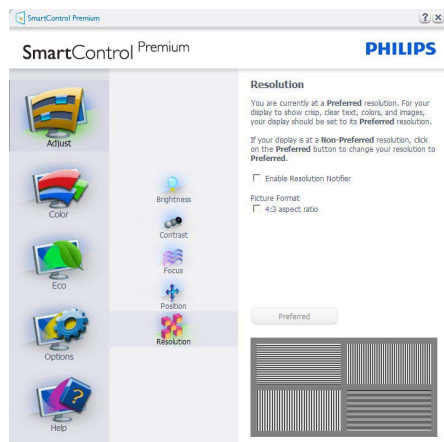 SmartControl Premium
SmartControl Premium
PHILIPS
Adjust
Color
Eco
Options
Help
Brightness
Contrast
Focus
Position
Resolution
Resolution
You are currently at a Preferred resolution. For your
display to show crisp, clear text, colors, and images,
your display should be set to its Preferred resolution.
If your display is at a Non-Preferred resolution, click
on the Preferred button to change your resolution to
Preferred.
Enable Resolution Notifier
Picture Format
4:3 aspect ratio
Preferred